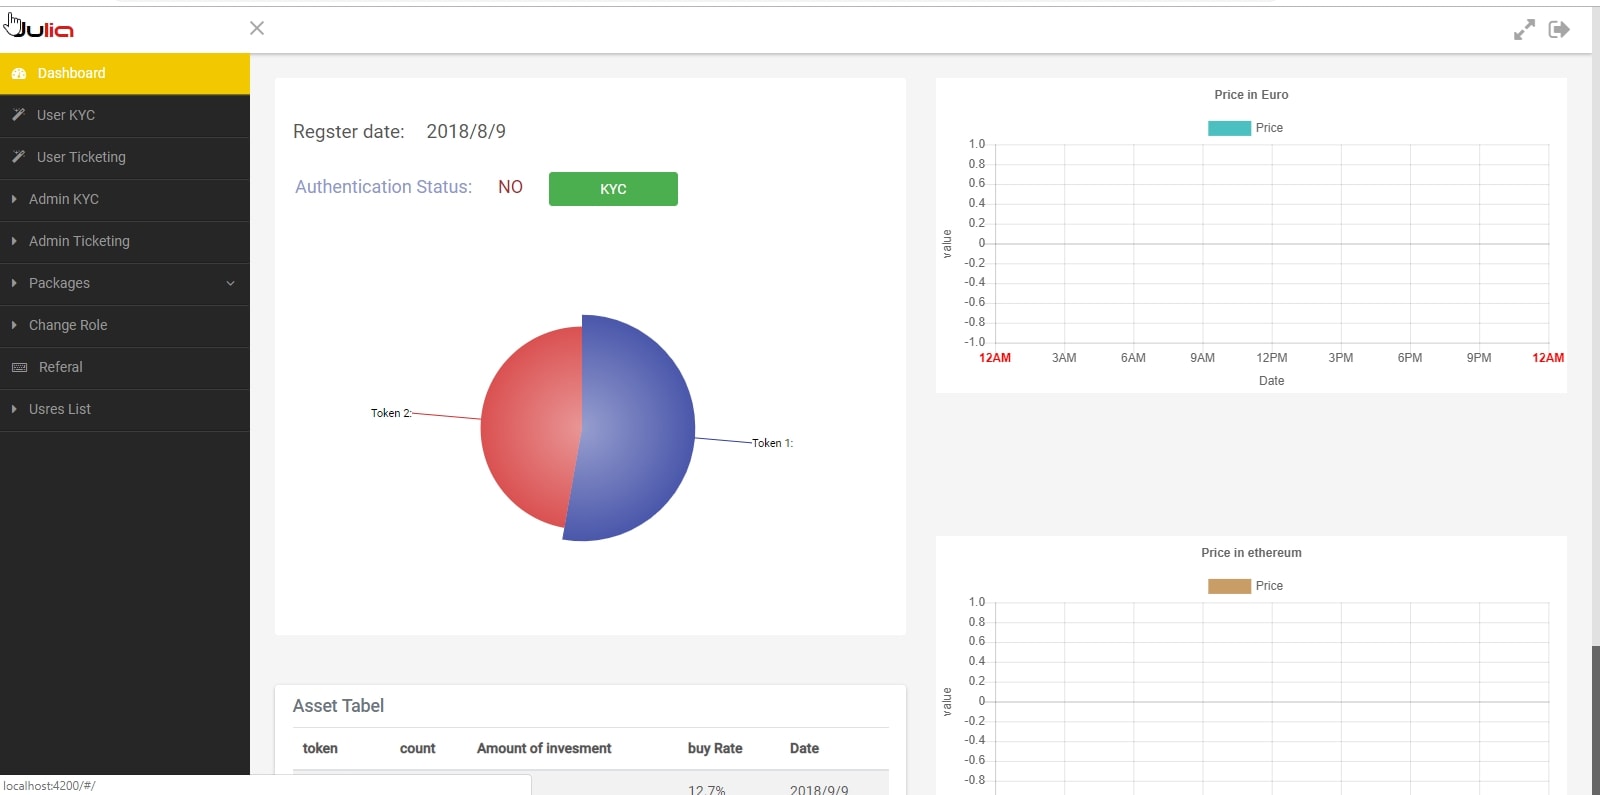 Julia
Dashboard
User KYC
User Ticketing
Admin KYC
Admin Ticketing
Packages
Change Role
Referal
Usres List
Regster date: 2018/8/9
Authentication Status: NO KYC
Token 2:
Token 1:
Asset Tabel
token count Amount of invesment buy Rate Date
12.7% 2018/9/9
Price in Euro
Price
1.0
0.8
0.6
0.4
0.2
0
-0.2
-0.4
-0.6
-0.8
-1.0
value
12AM 3AM 6AM 9AM 12PM 3PM 6PM 9PM 12AM
Date
Price in ethereum
Price
1.0
0.8
0.6
0.4
0.2
0
-0.2
-0.4
-0.6
-0.8
value
localhost:4200/#/